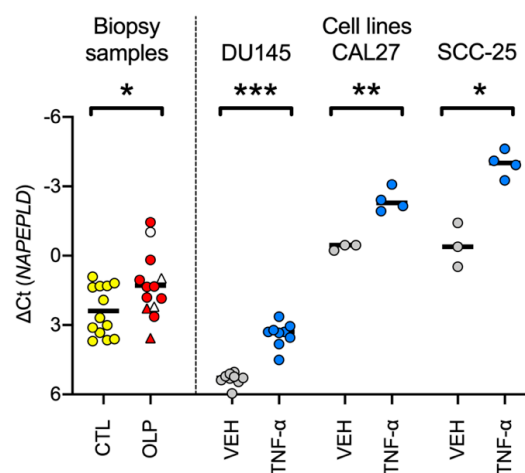 Biopsy
samples
Cell lines
DU145 CAL27 SCC-25
* *** ** *
-6
-3
0
3
6
ΔCt (NAPEPLD)
CTL OLP VEH TNF-α VEH TNF-α VEH TNF-α